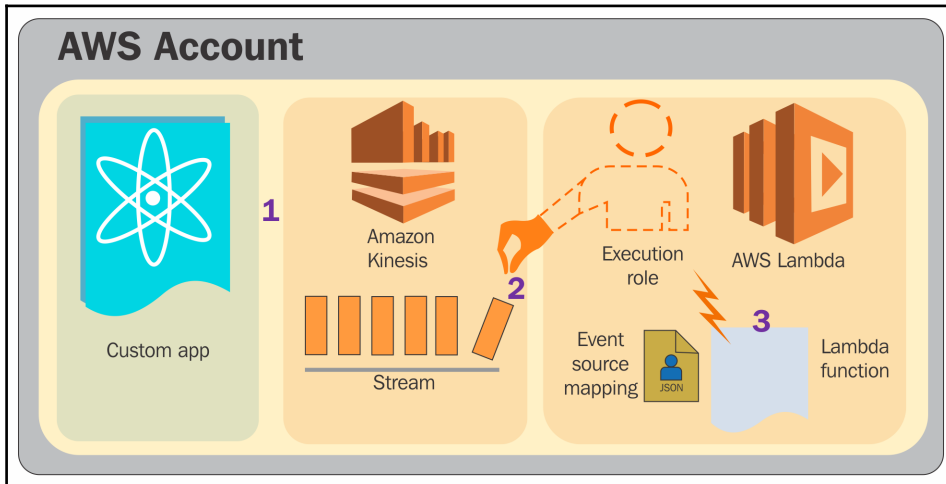 AWS Account
1
Amazon
Kinesis
2
Execution
role
AWS Lambda
3
Custom app
Stream
Event
source
mapping
JSON
Lambda
function